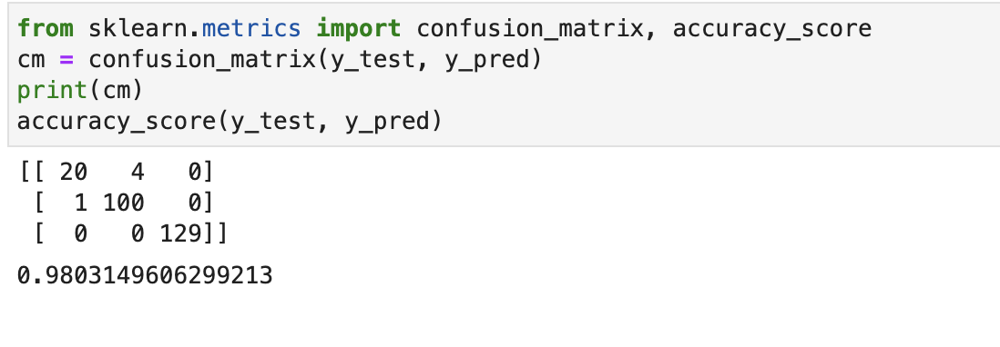 from sklearn.metrics import confusion_matrix, accuracy_score
cm = confusion_matrix(y_test, y_pred)
print(cm)
accuracy_score(y_test, y_pred)
[[ 20   4   0]
 [  1 100   0]
 [  0   0 129]]
0.9803149606299213